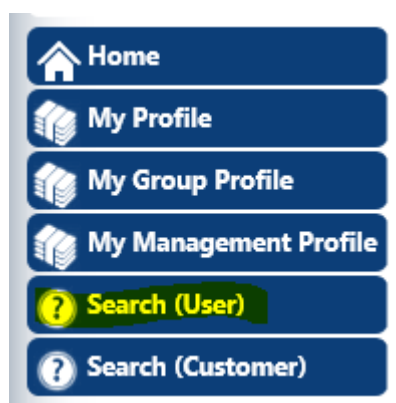 Home
My Profile
My Group Profile
My Management Profile
? Search (User)
? Search (Customer)